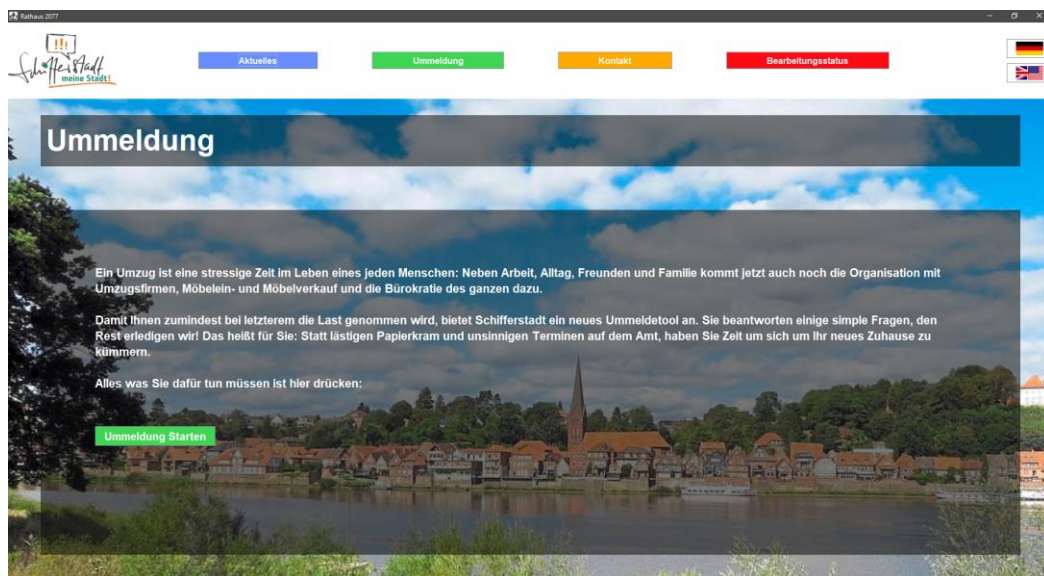 Rathaus 2077
!!!
Schifferstadt
meine Stadt!
Aktuelles
Ummeldung
Kontakt
Bearbeitungsstatus
Ummeldung
Ein Umzug ist eine stressige Zeit im Leben eines jeden Menschen: Neben Arbeit, Alltag, Freunden und Familie kommt jetzt auch noch die Organisation mit
Umzugsfirmen, Möbelein- und Möbelverkauf und die Bürokratie des ganzen dazu.
Damit Ihnen zumindest bei letzterem die Last genommen wird, bietet Schifferstadt ein neues Ummeldetool an. Sie beantworten einige simple Fragen, den
Rest erledigen wir! Das heißt für Sie: Statt lästigen Papierkram und unsinnigen Terminen auf dem Amt, haben Sie Zeit um sich um Ihr neues Zuhause zu
kümmern.
Alles was Sie dafür tun müssen ist hier drücken:
Ummeldung Starten